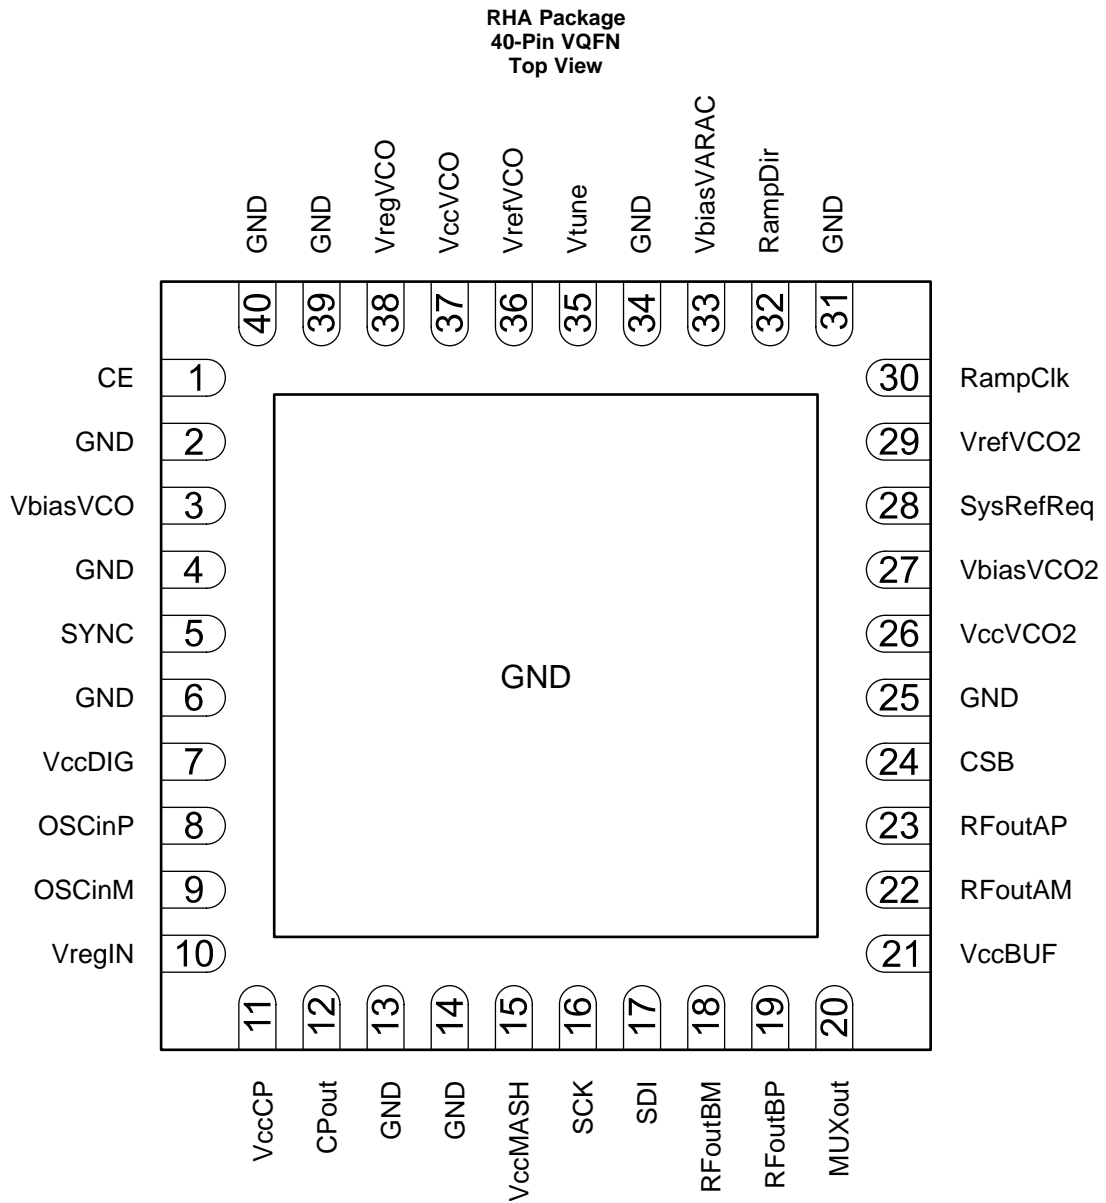 RHA Package
40-Pin VQFN
Top View
GND
GND
VregVCO
VccVCO
VrefVCO
Vtune
GND
VbiasVARAC
RampDir
GND
40
39
38
37
36
35
34
33
32
31
CE 1
GND 2
VbiasVCO 3
GND 4
SYNC 5
GND 6
VccDIG 7
OSCinP 8
OSCinM 9
VregIN 10
GND
30 RampClk
29 VrefVCO2
28 SysRefReq
27 VbiasVCO2
26 VccVCO2
25 GND
24 CSB
23 RFoutAP
22 RFoutAM
21 VccBUF
11
12
13
14
15
16
17
18
19
20
VccCP
CPout
GND
GND
VccMASH
SCK
SDI
RFoutBM
RFoutBP
MUXout